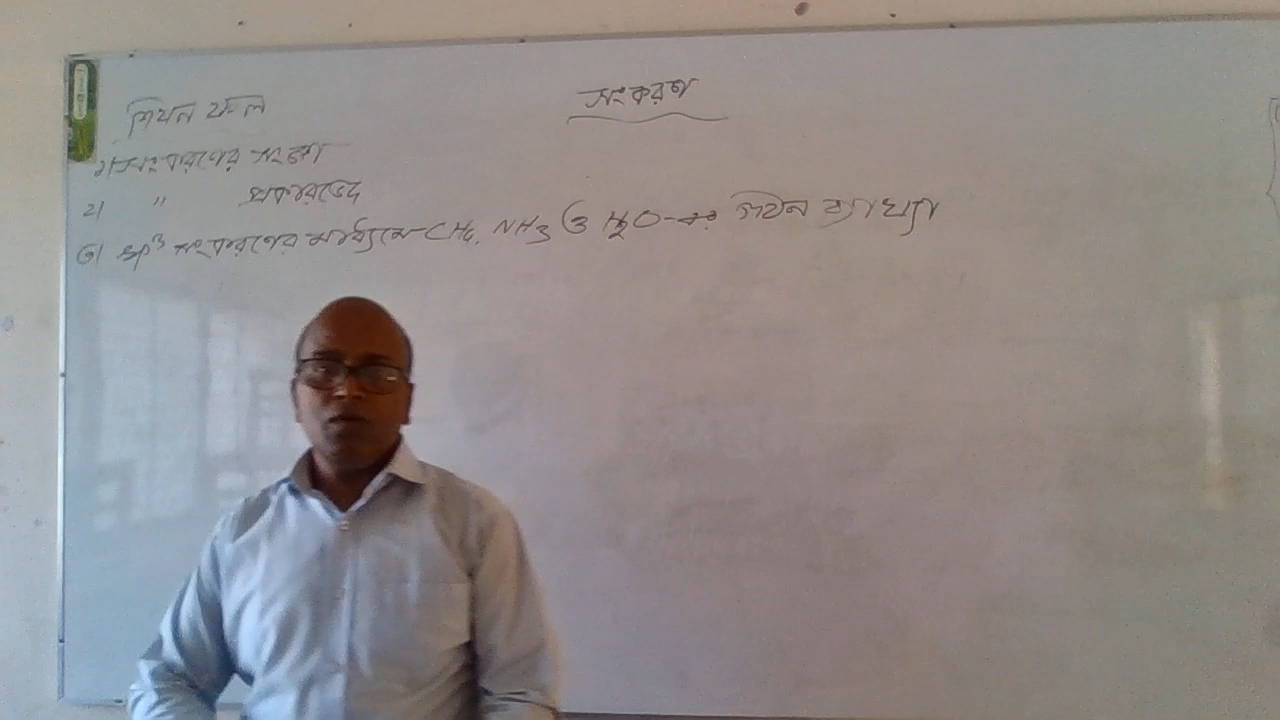 সংকরণ
শিখন ফল
১। সংকরণের সংজ্ঞা
২। " প্রকারভেদ
৩। sp³ সংকরণের মাধ্যমে CH₄, NH₃ ও H₂O-এর গঠন ব্যাখ্যা